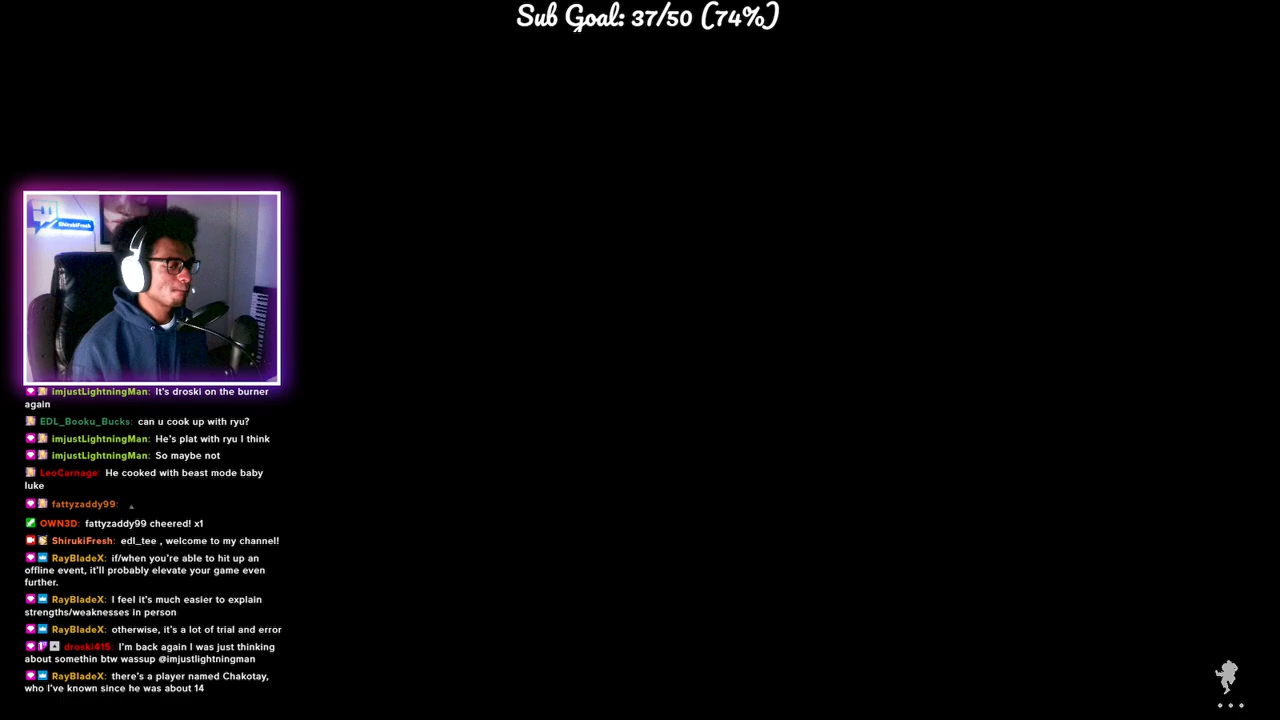 Sub Goal: 37/50 (74%)
ShirukiFresh
imjustLightningMan: It's droski on the burner
again
EDL_Booku_Bucks: can u cook up with ryu?
imjustLightningMan: He's plat with ryu I think
imjustLightningMan: So maybe not
LeoCarnage: He cooked with beast mode baby
luke
fattyzaddy99:
OWN3D: fattyzaddy99 cheered! x1
ShirukiFresh: edl_tee , welcome to my channel!
RayBladeX: if/when you're able to hit up an
offline event, it'll probably elevate your game even
further.
RayBladeX: I feel it's much easier to explain
strengths/weaknesses in person
RayBladeX: otherwise, it's a lot of trial and error
droski415: I'm back again I was just thinking
about somethin btw wassup @imjustlightningman
RayBladeX: there's a player named Chakotay,
who I've known since he was about 14